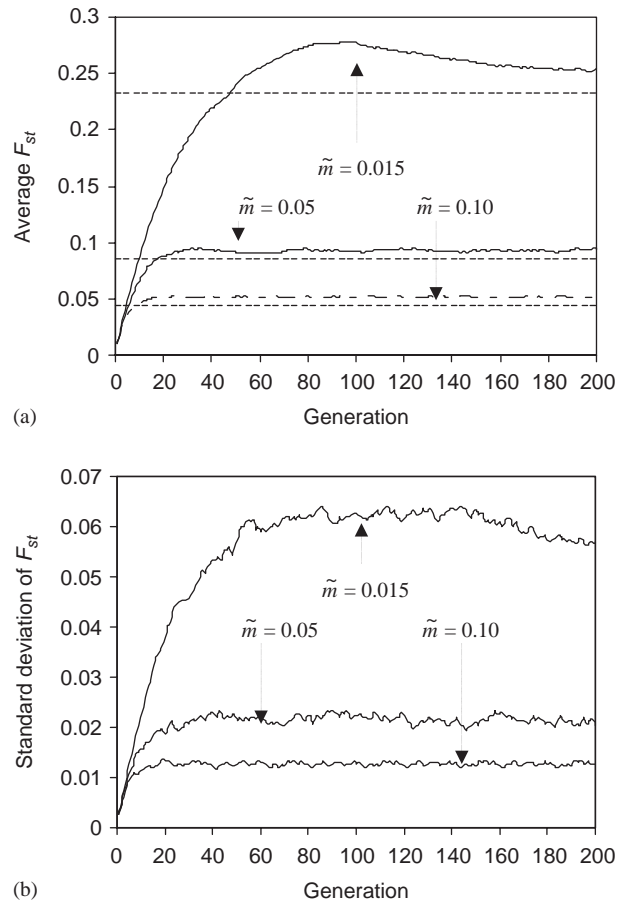 0.3
0.25
0.2
0.15
0.1
0.05
0
Average F_st
m̃ = 0.015
m̃ = 0.05
m̃ = 0.10
0 20 40 60 80 100 120 140 160 180 200
Generation
(a)
0.07
0.06
0.05
0.04
0.03
0.02
0.01
0
Standard deviation of F_st
m̃ = 0.015
m̃ = 0.05
m̃ = 0.10
0 20 40 60 80 100 120 140 160 180 200
Generation
(b)